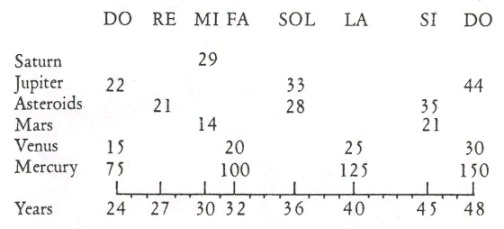 DO RE MI FA SOL LA SI DO
Saturn 29
Jupiter 22 33 44
Asteroids 21 28 35
Mars 14 21
Venus 15 20 25 30
Mercury 75 100 125 150
Years 24 27 30 32 36 40 45 48